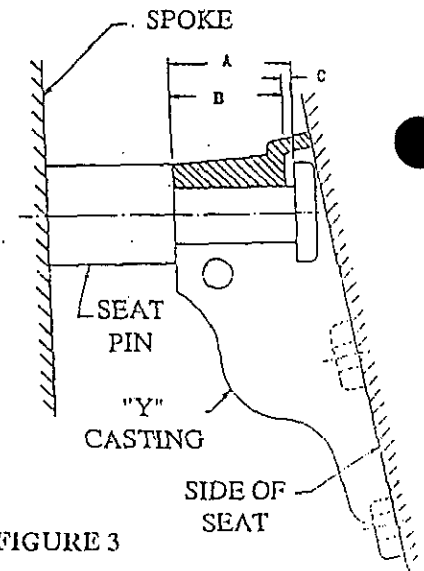 SPOKE
A
C
B
SEAT
PIN
"Y"
CASTING
SIDE OF
SEAT
FIGURE 3